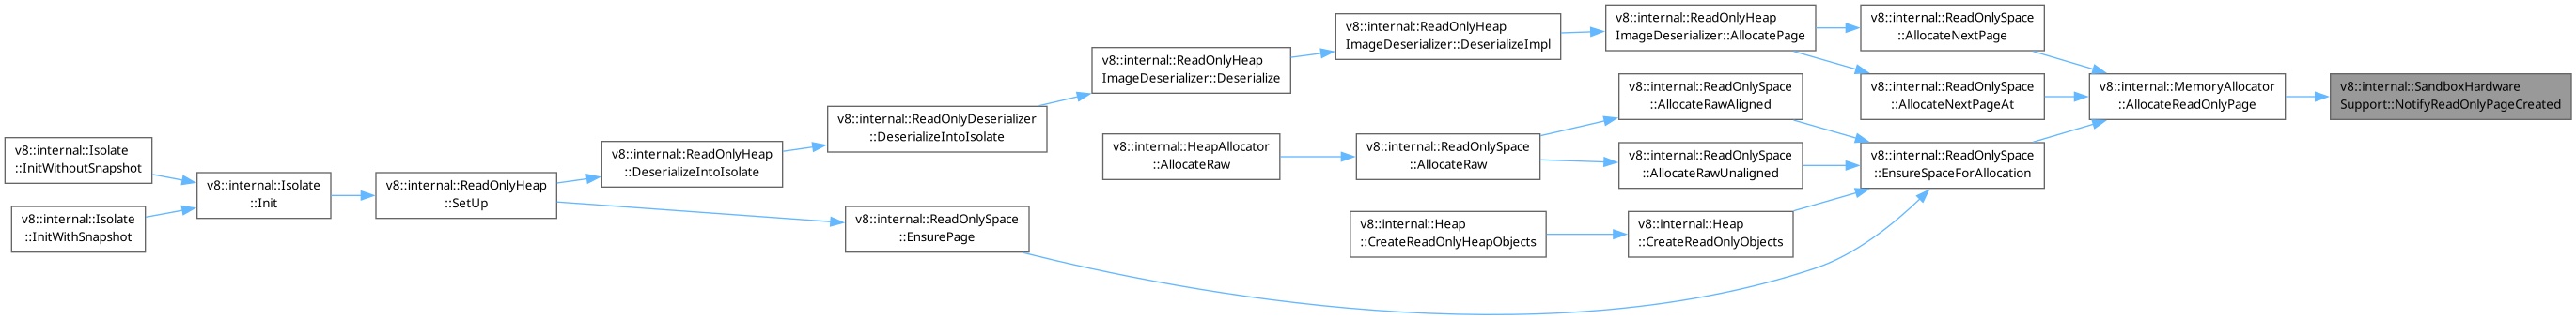 v8::internal::Isolate
::InitWithoutSnapshot
v8::internal::Isolate
::InitWithSnapshot
v8::internal::Isolate
::Init
v8::internal::ReadOnlyHeap
::SetUp
v8::internal::ReadOnlyHeap
::DeserializeIntoIsolate
v8::internal::ReadOnlyDeserializer
::DeserializeIntoIsolate
v8::internal::ReadOnlySpace
::EnsurePage
v8::internal::ReadOnlyHeap
ImageDeserializer::Deserialize
v8::internal::HeapAllocator
::AllocateRaw
v8::internal::ReadOnlyHeap
ImageDeserializer::DeserializeImpl
v8::internal::ReadOnlySpace
::AllocateRaw
v8::internal::Heap
::CreateReadOnlyHeapObjects
v8::internal::ReadOnlyHeap
ImageDeserializer::AllocatePage
v8::internal::ReadOnlySpace
::AllocateRawAligned
v8::internal::ReadOnlySpace
::AllocateRawUnaligned
v8::internal::Heap
::CreateReadOnlyObjects
v8::internal::ReadOnlySpace
::AllocateNextPage
v8::internal::ReadOnlySpace
::AllocateNextPageAt
v8::internal::ReadOnlySpace
::EnsureSpaceForAllocation
v8::internal::MemoryAllocator
::AllocateReadOnlyPage
v8::internal::SandboxHardware
Support::NotifyReadOnlyPageCreated